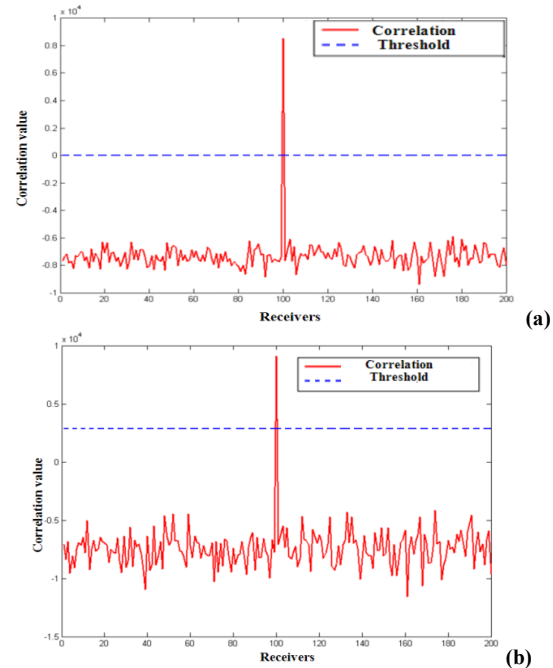 x 10⁴
1
0.8
0.6
0.4
0.2
0
-0.2
-0.4
-0.6
-0.8
-1
Correlation value
Correlation
Threshold
0 20 40 60 80 100 120 140 160 180 200
Receivers
(a)
x 10⁴
1
0.5
0
-0.5
-1
-1.5
Correlation value
Correlation
Threshold
0 20 40 60 80 100 120 140 160 180 200
Receivers
(b)